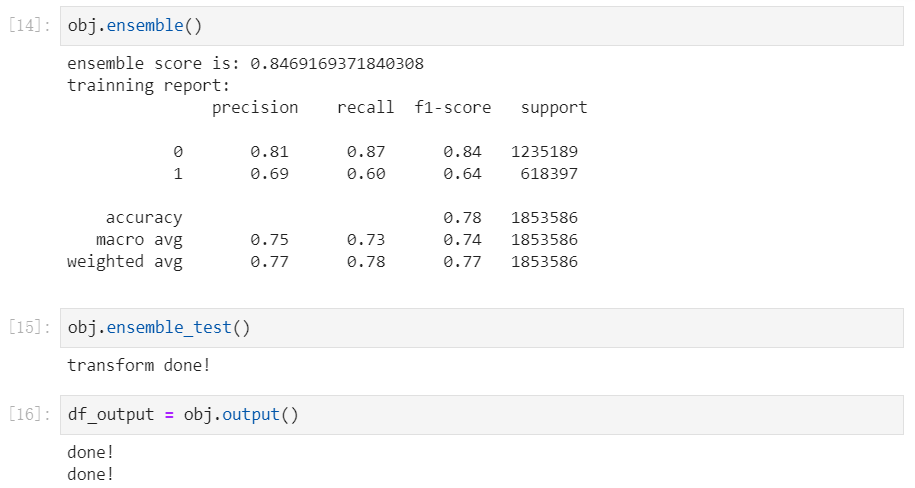 [14]: obj.ensemble()
ensemble score is: 0.8469169371840308
trainning report:
precision recall f1-score support
0 0.81 0.87 0.84 1235189
1 0.69 0.60 0.64 618397
accuracy 0.78 1853586
macro avg 0.75 0.73 0.74 1853586
weighted avg 0.77 0.78 0.77 1853586
[15]: obj.ensemble_test()
transform done!
[16]: df_output = obj.output()
done!
done!